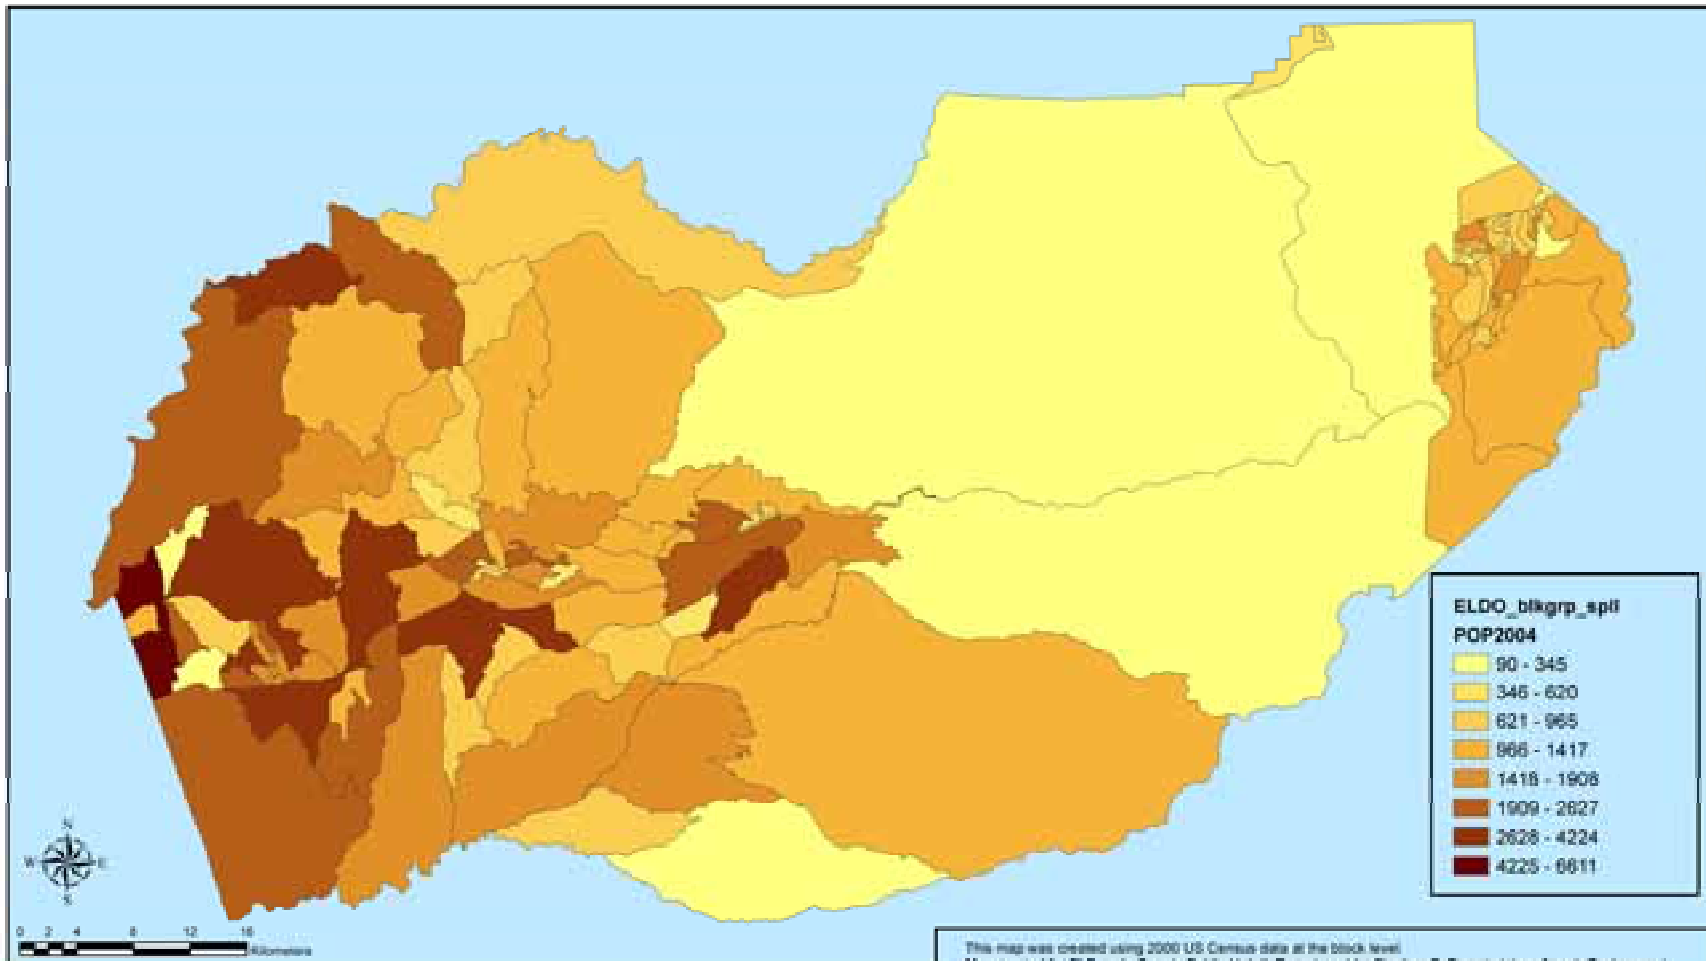 ELDO_blkgrp_spll
POP2004
90 - 345
346 - 620
621 - 965
966 - 1417
1418 - 1908
1909 - 2627
2628 - 4224
4225 - 6611
N
W E
S
0 2 4 8 12 16
Kilometers
This map was created using 2000 US Census data at the block level.